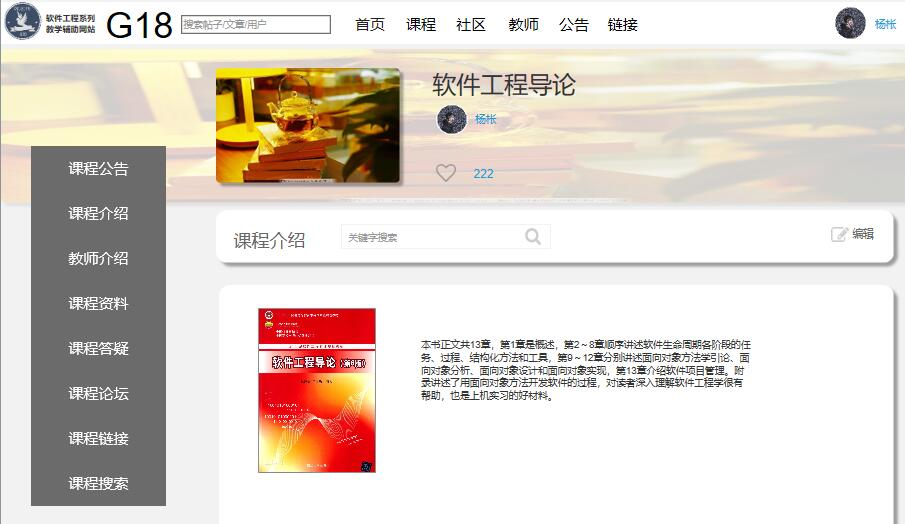 软件工程系列
教学辅助网站
G18
搜索帖子/文章/用户
首页
课程
社区
教师
公告
链接
杨枨
软件工程导论
杨枨
222
课程公告
课程介绍
教师介绍
课程资料
课程答疑
课程论坛
课程链接
课程搜索
课程介绍
关键字搜索
编辑
软件工程导论（第6版）
本书正文共13章，第1章是概述，第2～8章顺序讲述软件生命周期各阶段的任
务、过程、结构化方法和工具，第9～12章分别讲述面向对象方法学引论、面
向对象分析、面向对象设计和面向对象实现，第13章介绍软件项目管理。附
录讲述了用面向对象方法开发软件的过程，对读者深入理解软件工程学很有
帮助，也是上机实习的好材料。